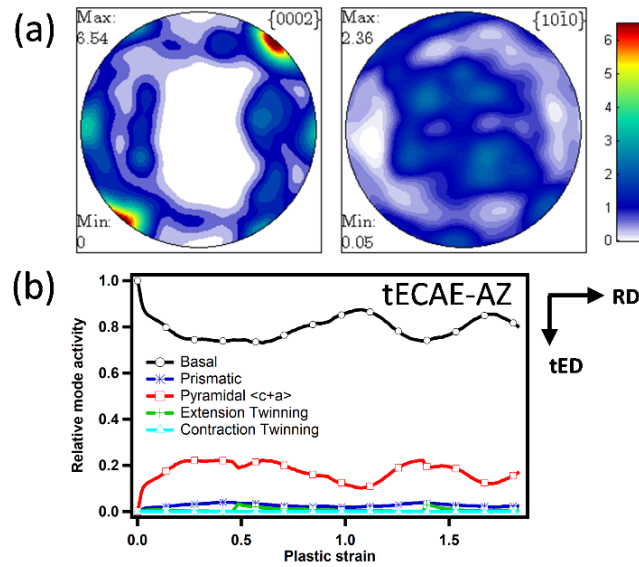 (a)
Max:
6.54
{0002}
Min:
0
Max:
2.36
{101̄0}
Min:
0.05
6
5
4
3
2
1
0
(b)
tECAE-AZ
RD
tED
Relative mode activity
1.0
0.8
0.6
0.4
0.2
0.0
Basal
Prismatic
Pyramidal <c+a>
Extension Twinning
Contraction Twinning
0.0
0.5
1.0
1.5
Plastic strain